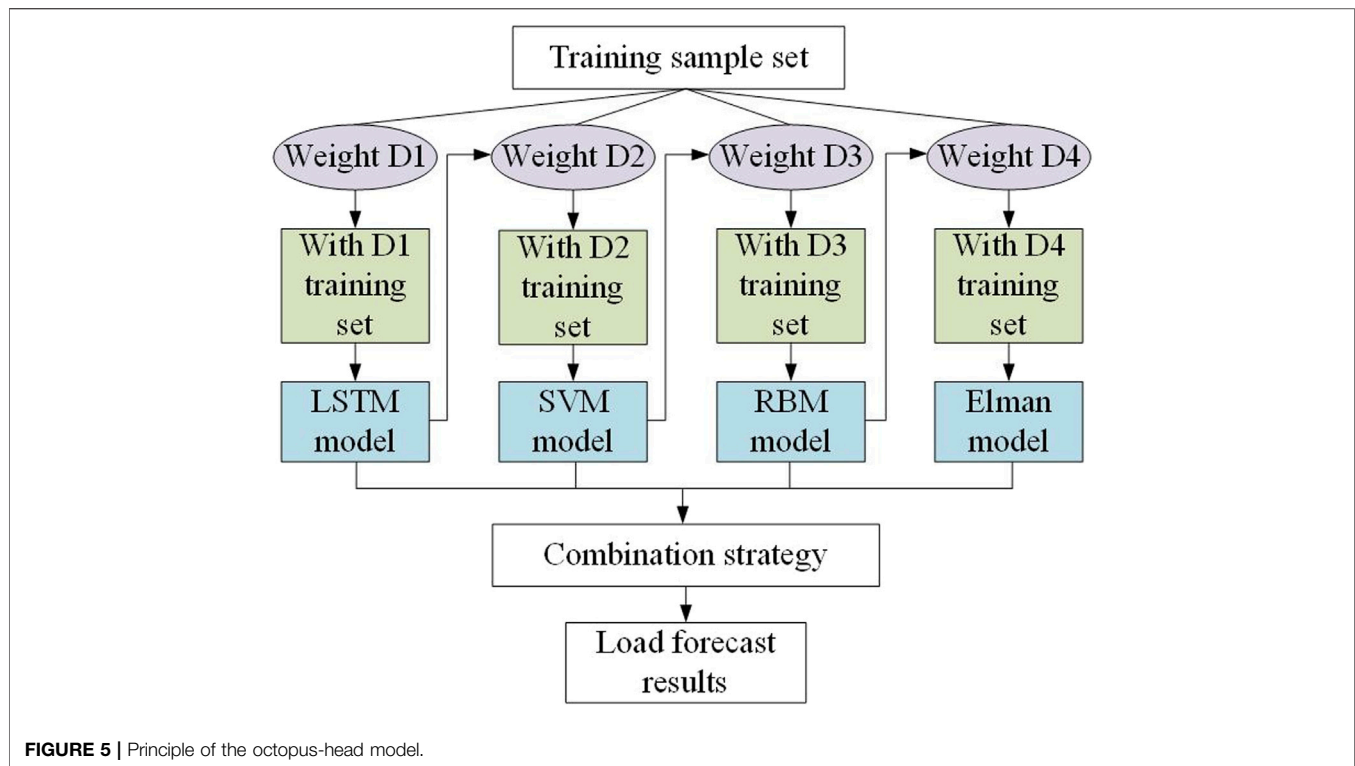 Training sample set
Weight D1
Weight D2
Weight D3
Weight D4
With D1
training
set
With D2
training
set
With D3
training
set
With D4
training
set
LSTM
model
SVM
model
RBM
model
Elman
model
Combination strategy
Load forecast
results
FIGURE 5 | Principle of the octopus-head model.